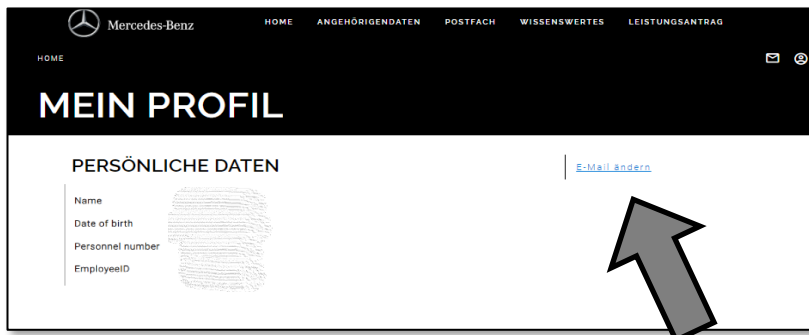 Mercedes-Benz HOME ANGEHÖRIGENDATEN POSTFACH WISSENSWERTES LEISTUNGSANTRAG
HOME
MEIN PROFIL
PERSÖNLICHE DATEN
E-Mail ändern
Name
Date of birth
Personnel number
EmployeeID